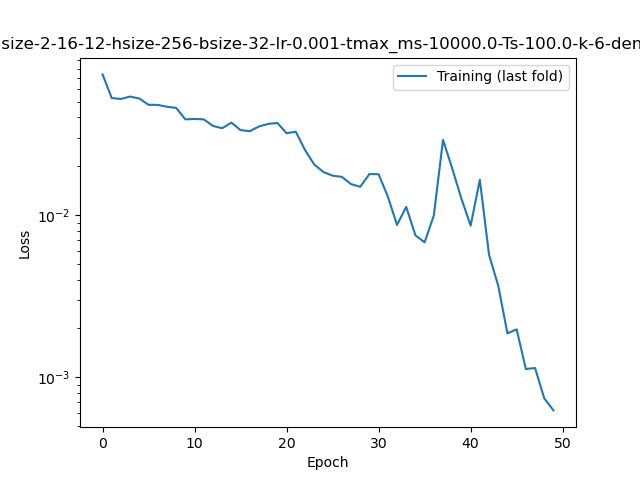 size-2-16-12-hsize-256-bsize-32-lr-0.001-tmax_ms-10000.0-Ts-100.0-k-6-den
Training (last fold)
10⁻²
10⁻³
Loss
0 10 20 30 40 50
Epoch